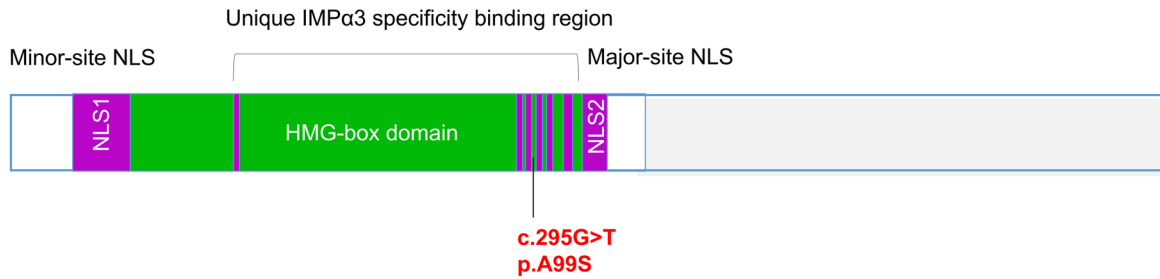 Unique IMPα3 specificity binding region
Minor-site NLS
Major-site NLS
NLS1
HMG-box domain
NLS2
c.295G>T
p.A99S